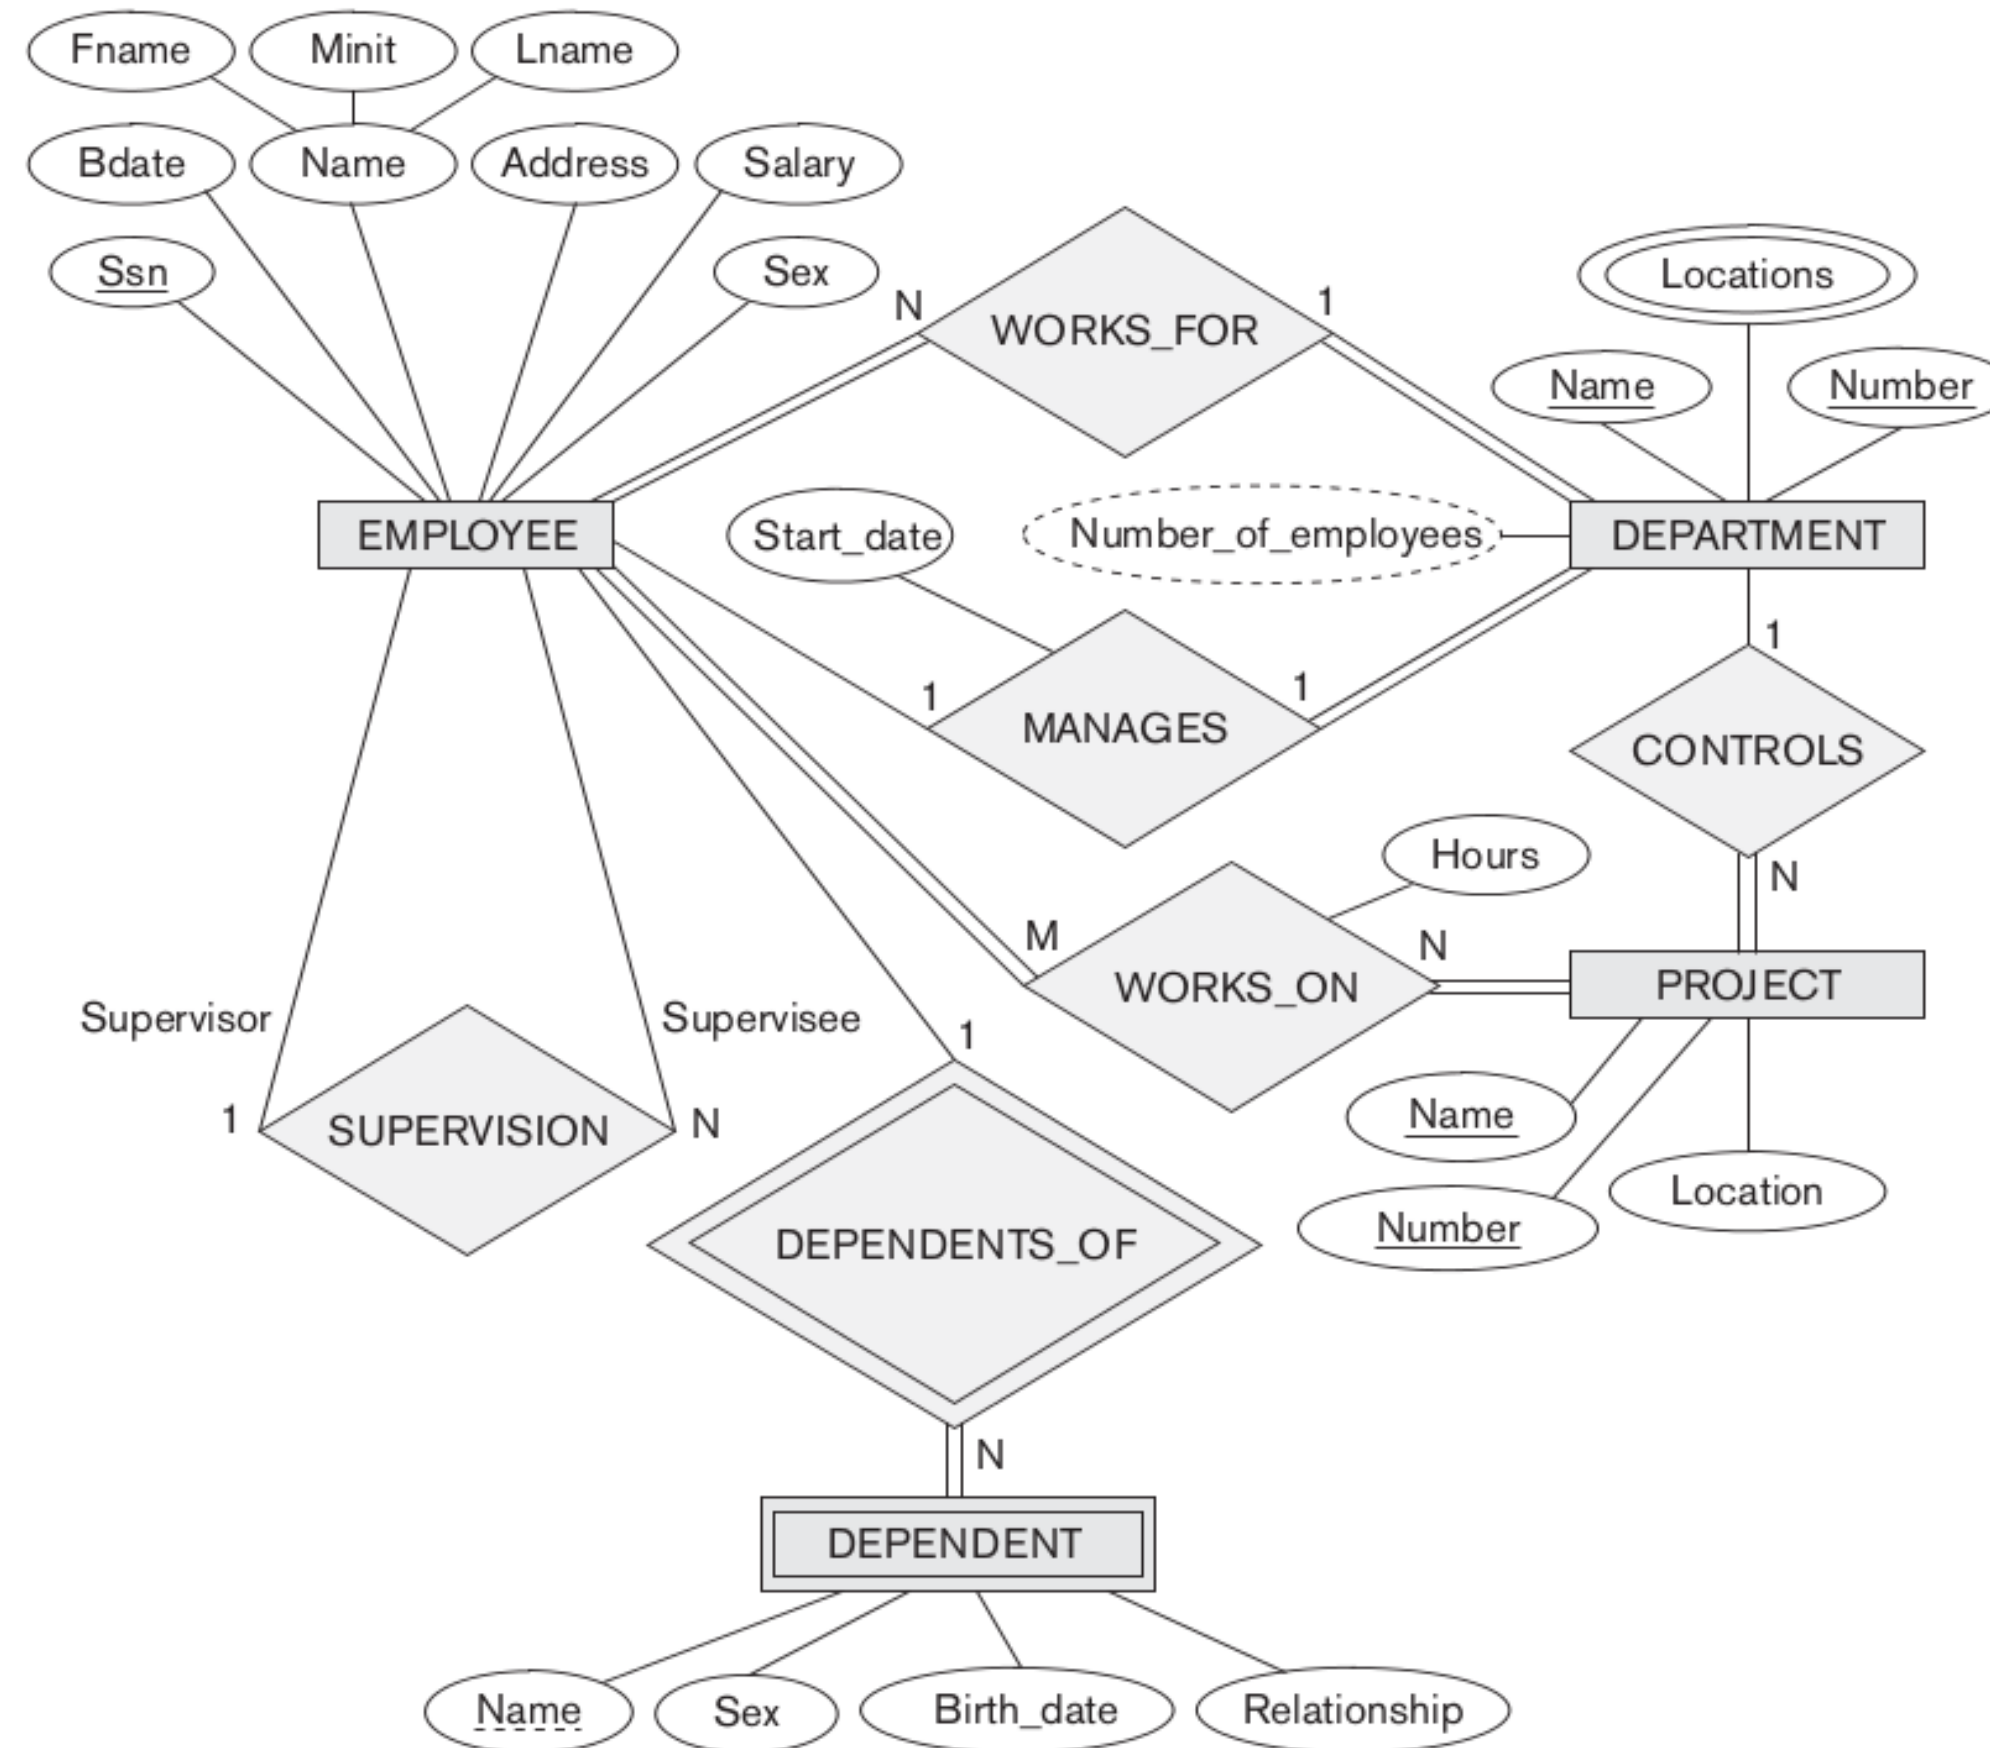 Fname
Minit
Lname
Bdate
Name
Address
Salary
Ssn
Sex
N
WORKS_FOR
1
Locations
Name
Number
EMPLOYEE
Start_date
Number_of_employees
DEPARTMENT
1
MANAGES
1
1
CONTROLS
N
Hours
M
WORKS_ON
N
PROJECT
Supervisor
Supervisee
1
SUPERVISION
N
1
Name
Number
Location
DEPENDENTS_OF
N
DEPENDENT
Name
Sex
Birth_date
Relationship